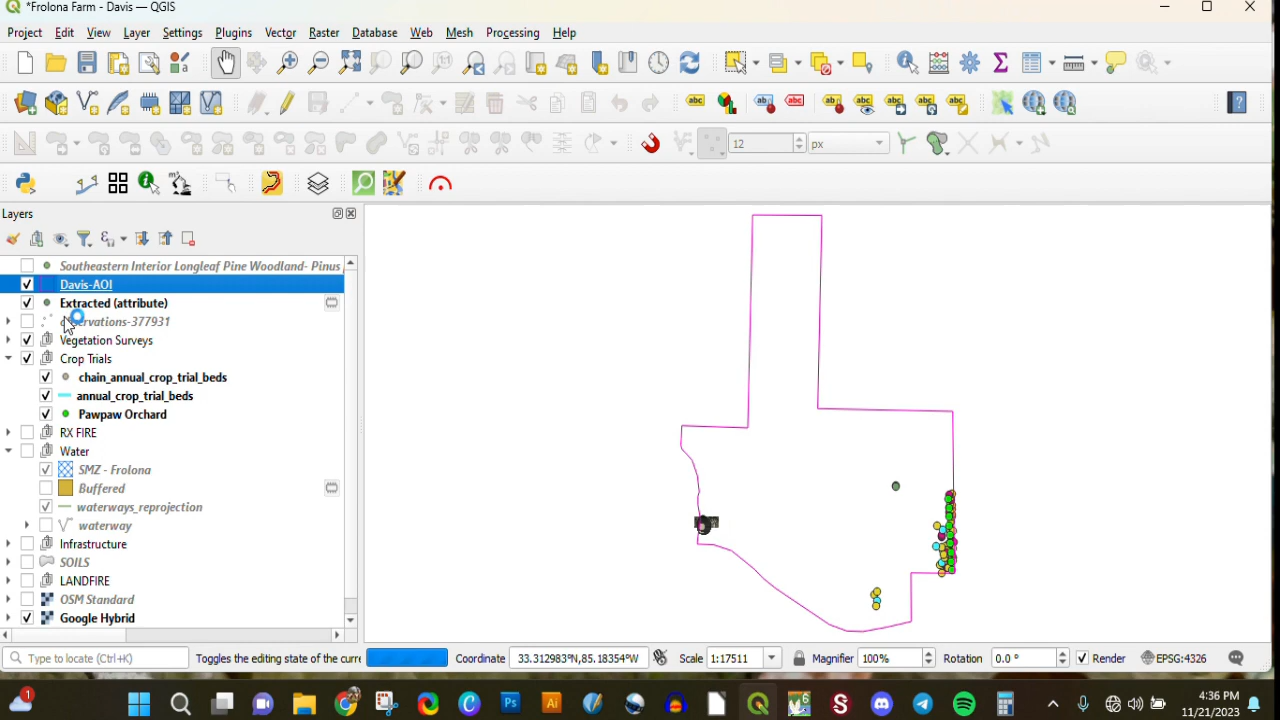 *Frolona Farm - Davis — QGIS
Project Edit View Layer Settings Plugins Vector Raster Database Web Mesh Processing Help
12 px
Layers
Southeastern Interior Longleaf Pine Woodland- Pinus
Davis-AOI
Extracted (attribute)
observations-377931
Vegetation Surveys
Crop Trials
chain_annual_crop_trial_beds
annual_crop_trial_beds
Pawpaw Orchard
RX FIRE
Water
SMZ - Frolona
Buffered
waterways_reprojection
waterway
Infrastructure
SOILS
LANDFIRE
OSM Standard
Google Hybrid
Type to locate (Ctrl+K) Toggles the editing state of the curre Coordinate 33.312983°N,85.18354°W Scale 1:17511 Magnifier 100% Rotation 0.0 ° Render EPSG:4326
4:36 PM
11/21/2023